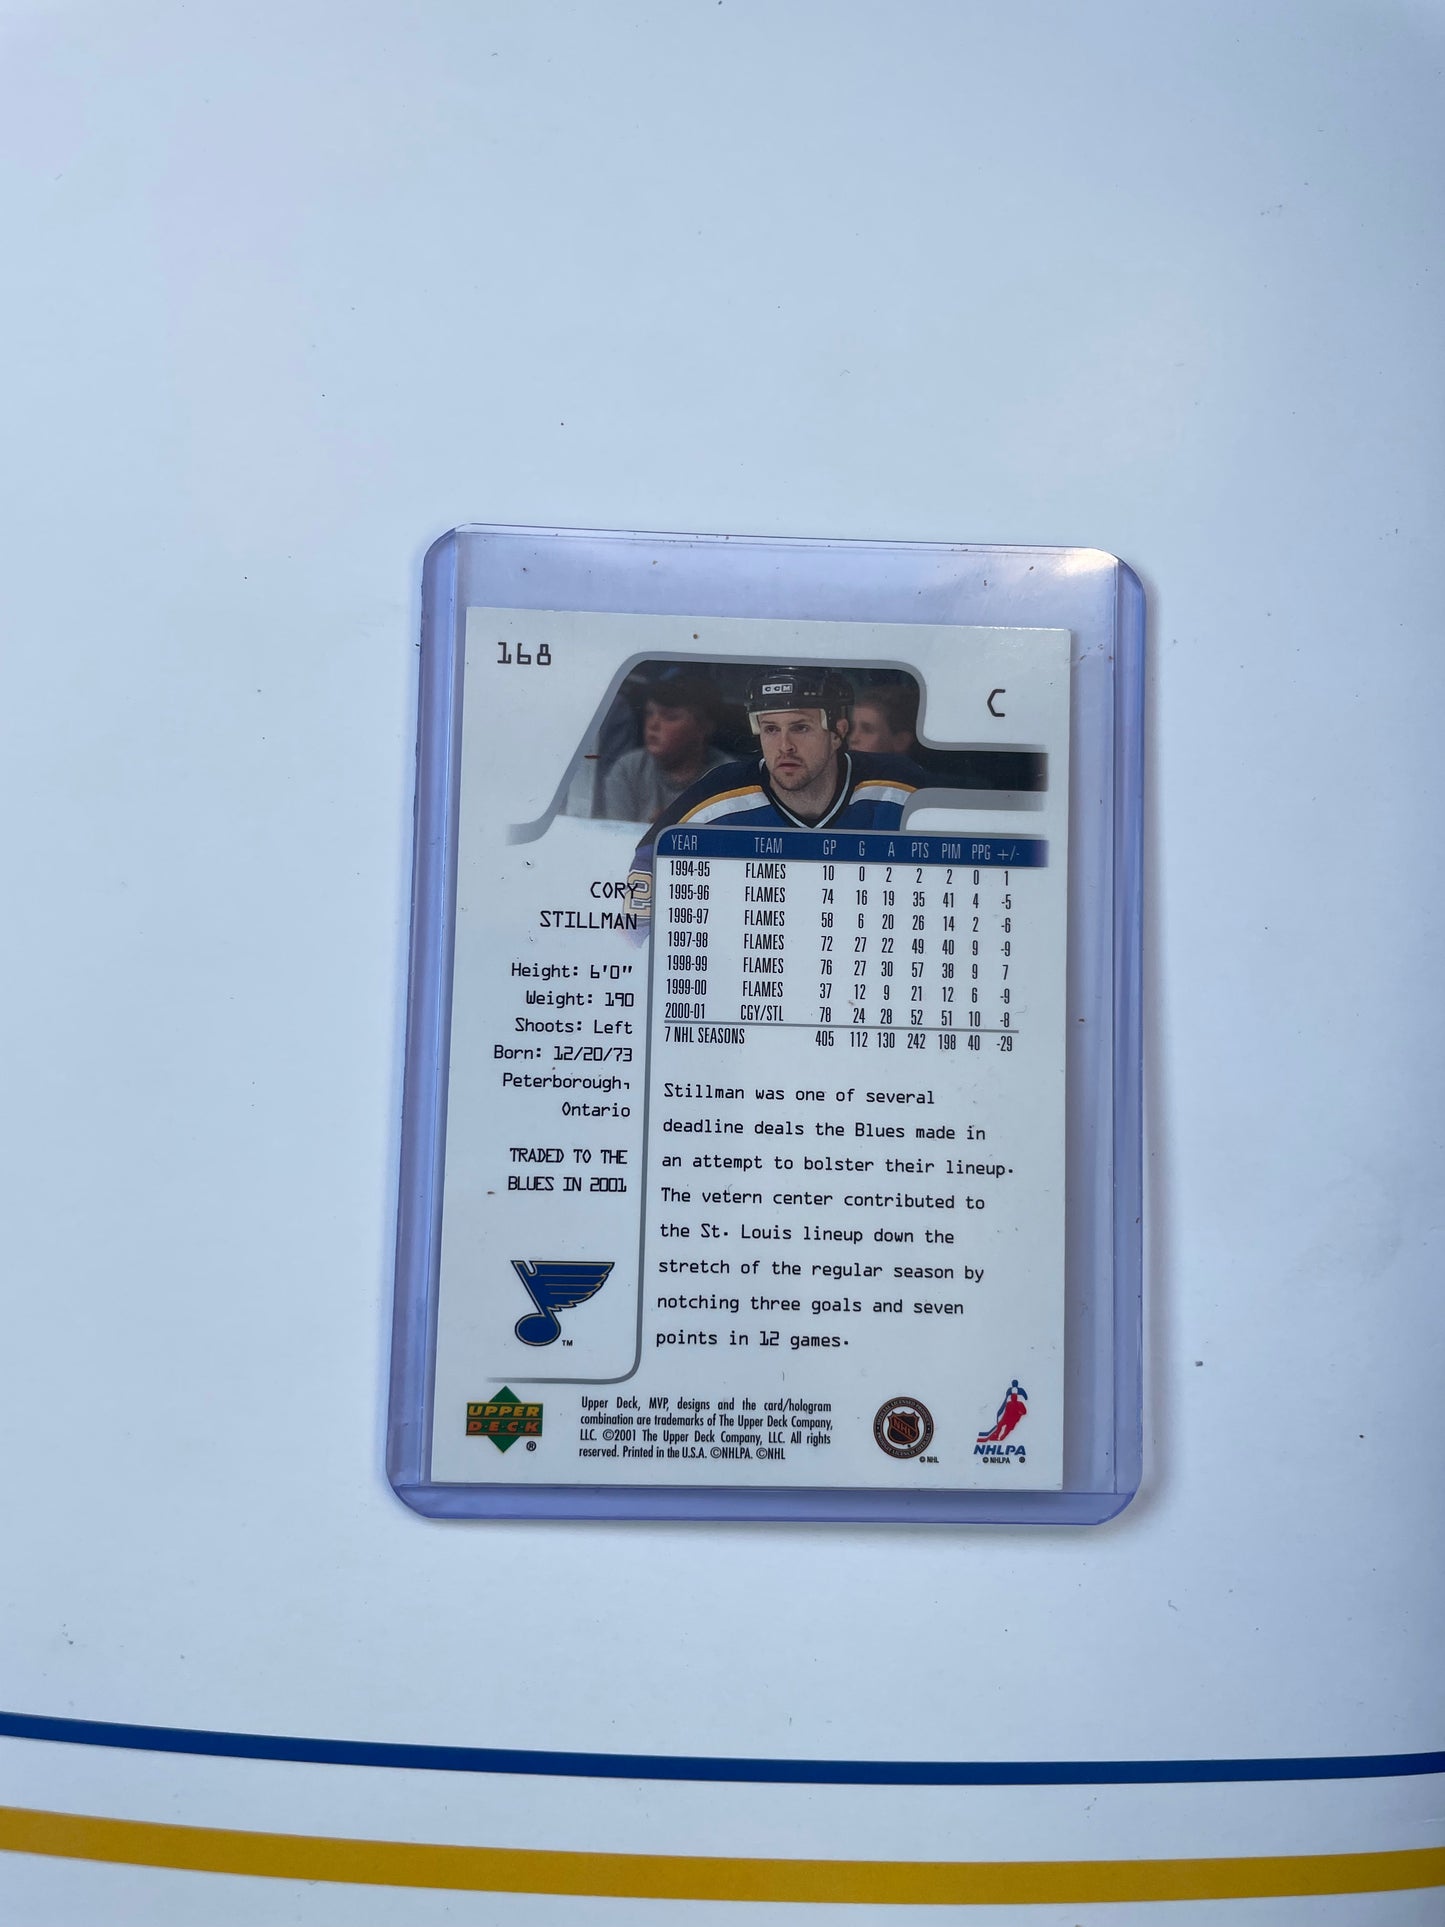 168
C
CCM
YEAR TEAM GP G A PTS PIM PPG +/-
1994-95 FLAMES 10 0 2 2 2 0 1
1995-96 FLAMES 74 16 19 35 41 4 -5
1996-97 FLAMES 58 6 20 26 14 2 -6
1997-98 FLAMES 72 27 22 49 40 9 -9
1998-99 FLAMES 76 27 30 57 38 9 7
1999-00 FLAMES 37 12 9 21 12 6 -9
2000-01 CGY/STL 78 24 28 52 51 10 -8
7 NHL SEASONS 405 112 130 242 198 40 -29
2
CORY
STILLMAN
Height: 6'0"
Weight: 190
Shoots: Left
Born: 12/20/73
Peterborough,
Ontario
TRADED TO THE
BLUES IN 2001
TM
Stillman was one of several
deadline deals the Blues made in
an attempt to bolster their lineup.
The vetern center contributed to
the St. Louis lineup down the
stretch of the regular season by
notching three goals and seven
points in 12 games.
UPPER
DECK
®
Upper Deck, MVP, designs and the card/hologram
combination are trademarks of The Upper Deck Company,
LLC. ©2001 The Upper Deck Company, LLC. All rights
reserved. Printed in the U.S.A. ©NHLPA. ©NHL
NHL
© NHL
NHLPA
© NHLPA ®